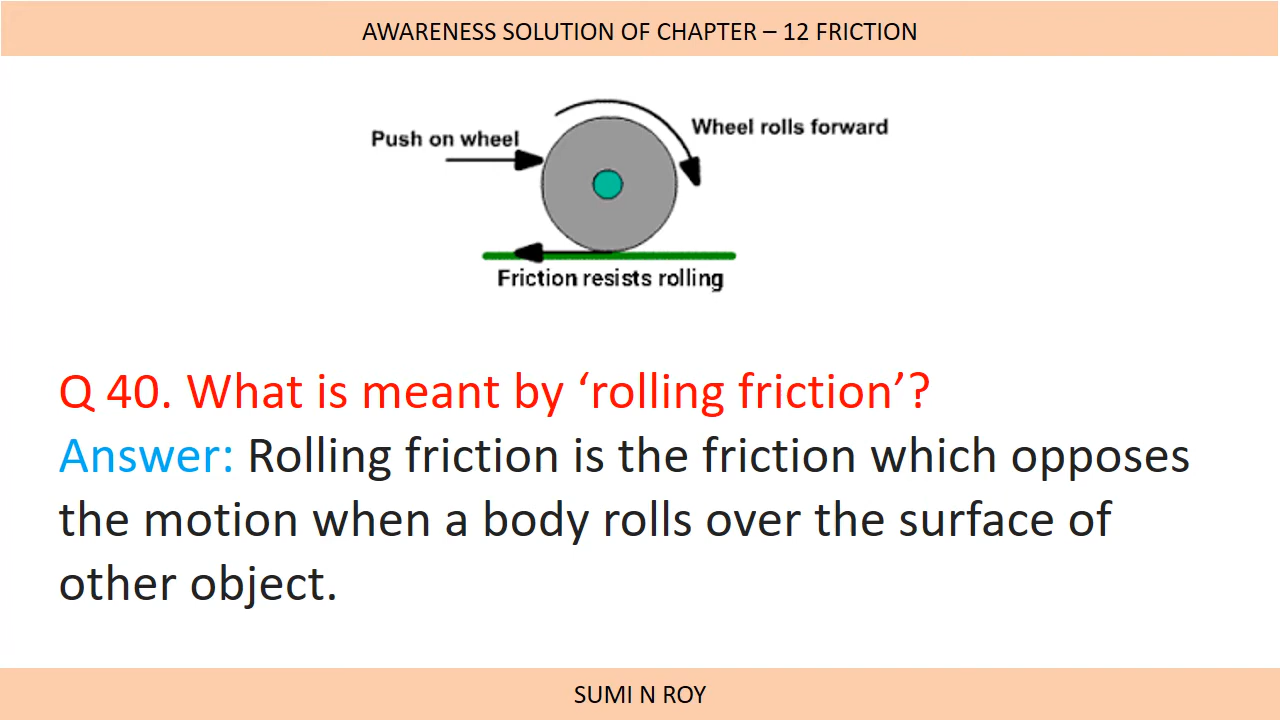 AWARENESS SOLUTION OF CHAPTER – 12 FRICTION
Push on wheel
Wheel rolls forward
Friction resists rolling
Q 40. What is meant by ‘rolling friction’?
Answer: Rolling friction is the friction which opposes
the motion when a body rolls over the surface of
other object.
SUMI N ROY